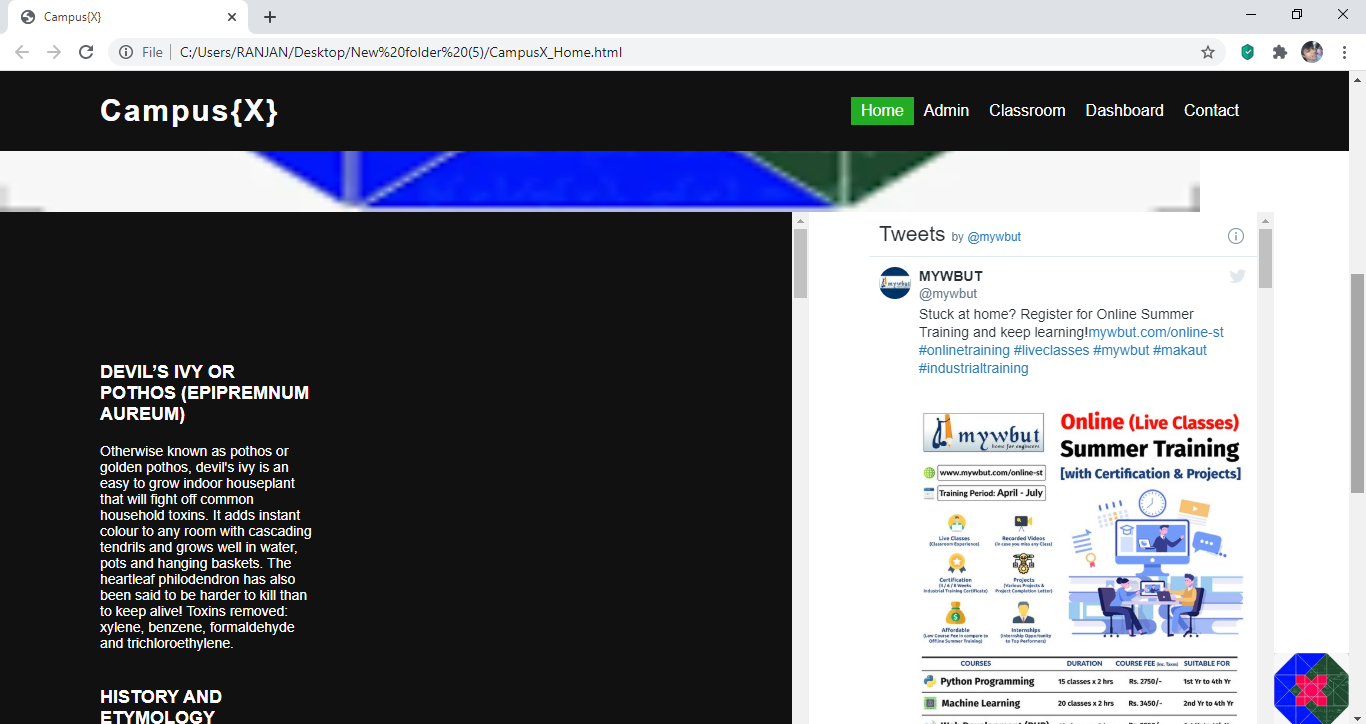 Campus{X}
File
C:/Users/RANJAN/Desktop/New%20folder%20(5)/CampusX_Home.html
Campus{X}
Home Admin Classroom Dashboard Contact
DEVIL’S IVY OR
POTHOS (EPIPREMNUM
AUREUM)
Otherwise known as pothos or
golden pothos, devil's ivy is an
easy to grow indoor houseplant
that will fight off common
household toxins. It adds instant
colour to any room with cascading
tendrils and grows well in water,
pots and hanging baskets. The
heartleaf philodendron has also
been said to be harder to kill than
to keep alive! Toxins removed:
xylene, benzene, formaldehyde
and trichloroethylene.
HISTORY AND
ETYMOLOGY
Tweets by @mywbut
MYWBUT
@mywbut
Stuck at home? Register for Online Summer
Training and keep learning!mywbut.com/online-st
#onlinetraining #liveclasses #mywbut #makaut
#industrialtraining
mywbut
home for engineers
Online (Live Classes)
Summer Training
[with Certification & Projects]
www.mywbut.com/online-st
Training Period: April - July
Live Classes
(Classroom Experience)
Recorded Videos
(in case you miss any Class)
Certification
(1 / 4 / 8 Weeks
Industrial Training Certificate)
Projects
(Various Projects &
Project Completion Letter)
Affordable
(Low Course Fee in compare to
Offline Summer Training)
Internships
(Internship Opportunity
to Top Performers)
COURSES DURATION COURSE FEE (inc. Taxes) SUITABLE FOR
Python Programming 15 classes x 2 hrs Rs. 2750/- 1st Yr to 4th Yr
Machine Learning 20 classes x 2 hrs Rs. 3450/- 2nd Yr to 4th Yr